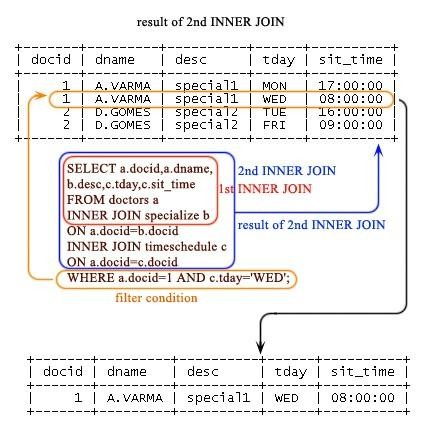 result of 2nd INNER JOIN
+-------+---------+----------+------+----------+
| docid | dname | desc | tday | sit_time |
+-------+---------+----------+------+----------+
| 1 | A.VARMA | special1 | MON | 17:00:00 |
| 1 | A.VARMA | special1 | WED | 08:00:00 |
| 2 | D.GOMES | special2 | TUE | 16:00:00 |
| 2 | D.GOMES | special2 | FRI | 09:00:00 |
+-------+---------+----------+------+----------+
SELECT a.docid,a.dname,
b.desc,c.tday,c.sit_time
FROM doctors a
INNER JOIN specialize b
ON a.docid=b.docid
INNER JOIN timeschedule c
ON a.docid=c.docid
WHERE a.docid=1 AND c.tday='WED';
2nd INNER JOIN
1st INNER JOIN
result of 2nd INNER JOIN
filter condition
+-------+---------+----------+------+----------+
| docid | dname | desc | tday | sit_time |
+-------+---------+----------+------+----------+
| 1 | A.VARMA | special1 | WED | 08:00:00 |
+-------+---------+----------+------+----------+